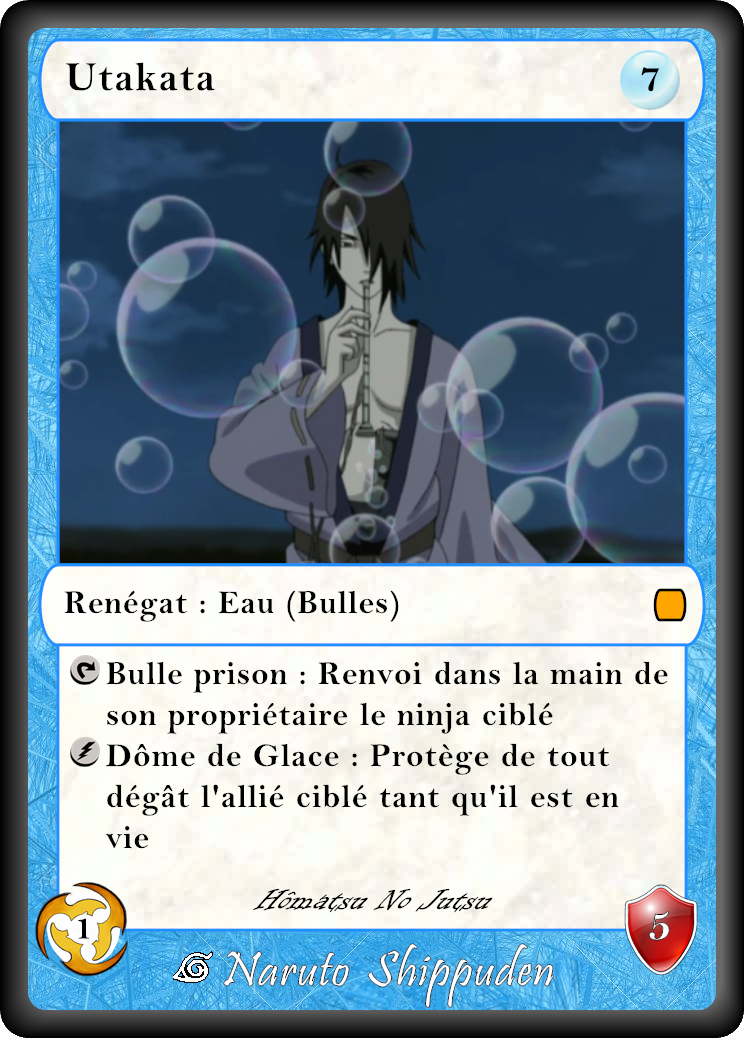 Utakata
7
Renégat : Eau (Bulles)
Bulle prison : Renvoi dans la main de
son propriétaire le ninja ciblé
Dôme de Glace : Protège de tout
dégât l'allié ciblé tant qu'il est en
vie
Hômatsu No Jutsu
1
5
Naruto Shippuden